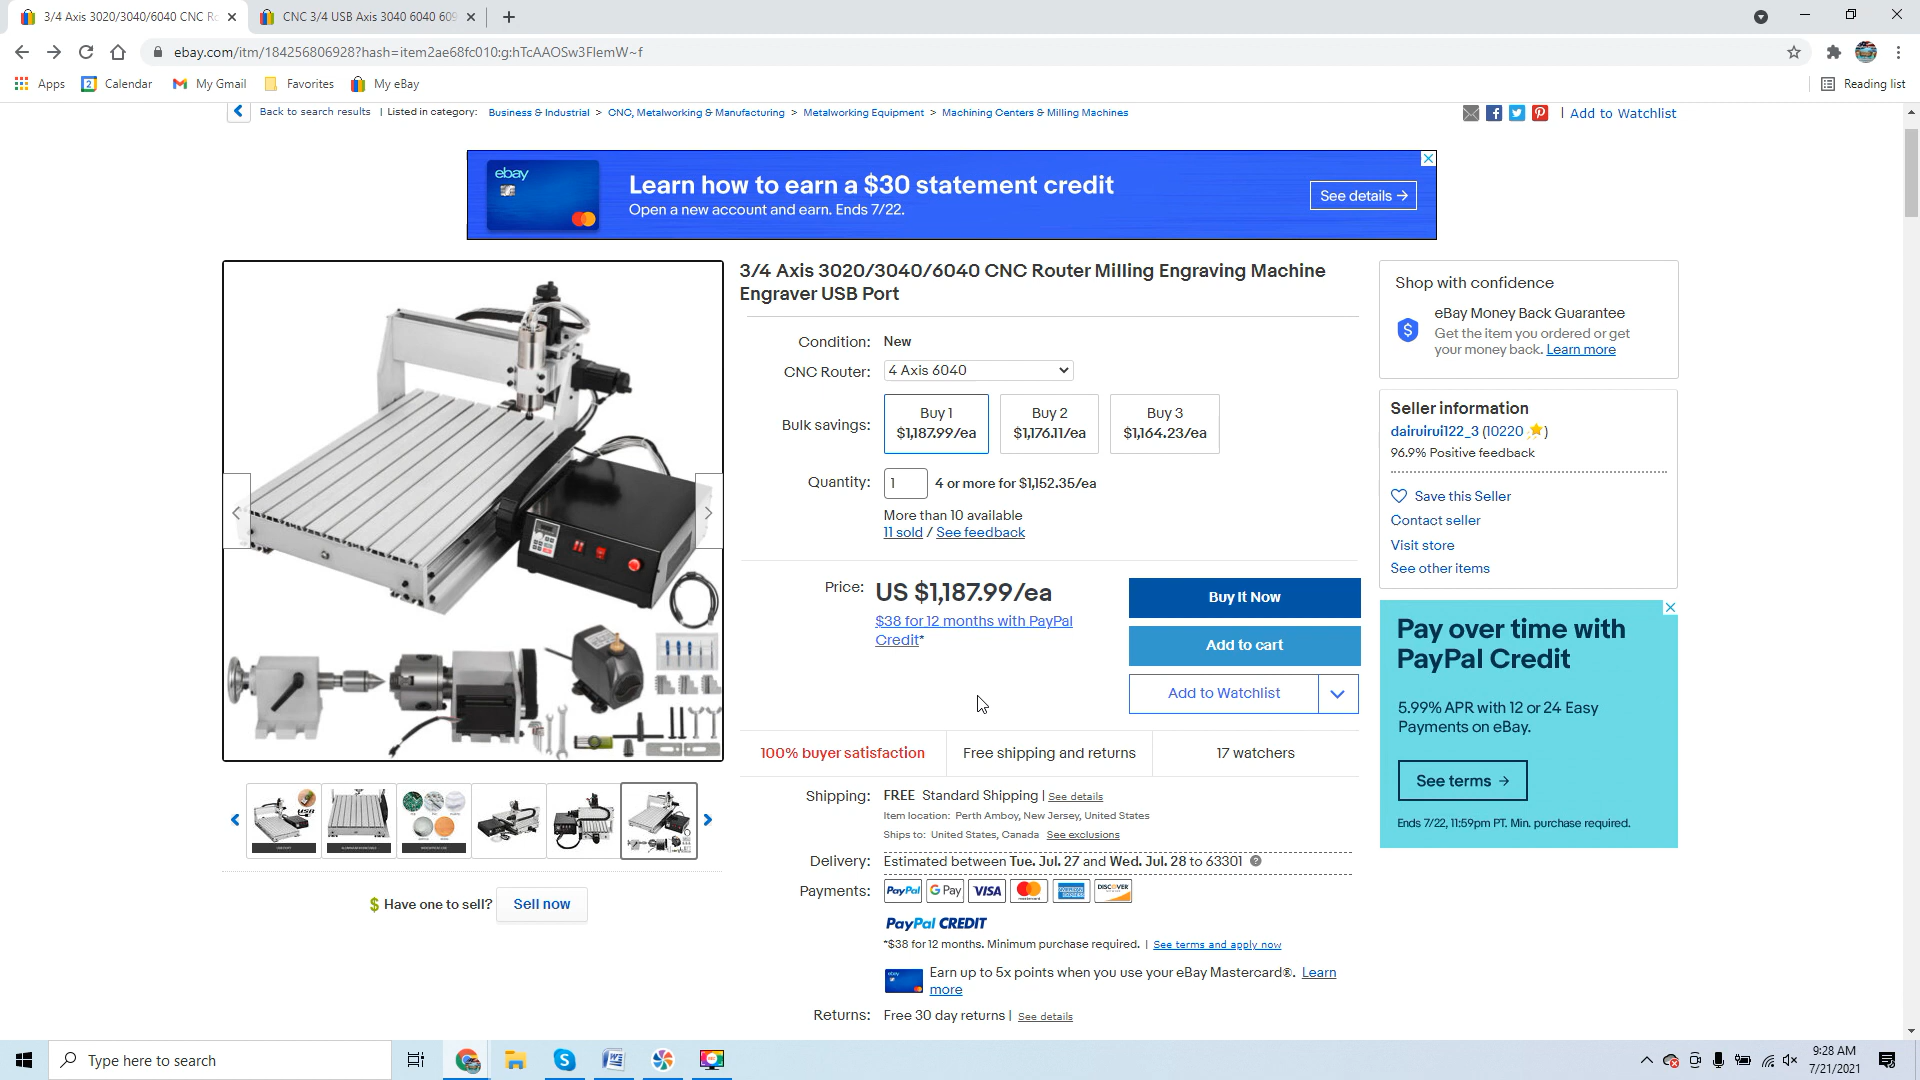 3/4 Axis 3020/3040/6040 CNC Ro
CNC 3/4 USB Axis 3040 6040 609
ebay.com/itm/184256806928?hash=item2ae68fc010:g:hTcAAOSw3FIemW~f
Apps
Calendar
My Gmail
Favorites
My eBay
Reading list
Back to search results | Listed in category: Business & Industrial > CNC, Metalworking & Manufacturing > Metalworking Equipment > Machining Centers & Milling Machines
| Add to Watchlist
ebay
Learn how to earn a $30 statement credit
Open a new account and earn. Ends 7/22.
See details →
3/4 Axis 3020/3040/6040 CNC Router Milling Engraving Machine
Engraver USB Port
Condition: New
CNC Router: 4 Axis 6040
Bulk savings:
Buy 1
$1,187.99/ea
Buy 2
$1,176.11/ea
Buy 3
$1,164.23/ea
Quantity: 1 4 or more for $1,152.35/ea
More than 10 available
11 sold / See feedback
Price: US $1,187.99/ea
$38 for 12 months with PayPal
Credit*
Buy It Now
Add to cart
Add to Watchlist
100% buyer satisfaction
Free shipping and returns
17 watchers
Shipping: FREE Standard Shipping | See details
Item location: Perth Amboy, New Jersey, United States
Ships to: United States, Canada See exclusions
Delivery: Estimated between Tue. Jul. 27 and Wed. Jul. 28 to 63301
Payments: PayPal G Pay VISA DISCOVER
PayPal CREDIT
*$38 for 12 months. Minimum purchase required. | See terms and apply now
Earn up to 5x points when you use your eBay Mastercard®. Learn
more
Returns: Free 30 day returns | See details
Shop with confidence
eBay Money Back Guarantee
Get the item you ordered or get
your money back. Learn more
Seller information
dairuirui122_3 (10220)
96.9% Positive feedback
Save this Seller
Contact seller
Visit store
See other items
Pay over time with
PayPal Credit
5.99% APR with 12 or 24 Easy
Payments on eBay.
See terms →
Ends 7/22, 11:59pm PT. Min. purchase required.
USB
$ Have one to sell? Sell now
Type here to search
9:28 AM
7/21/2021